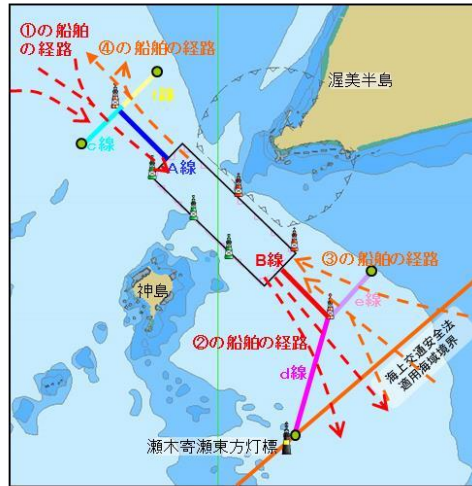 ①の船舶
の経路
④の船舶の経路
渥美半島
c線
A線
B線
③の船舶の経路
神島
e線
②の船舶の経路
d線
海上交通安全法
適用海域境界
瀬木寄瀬東方灯標